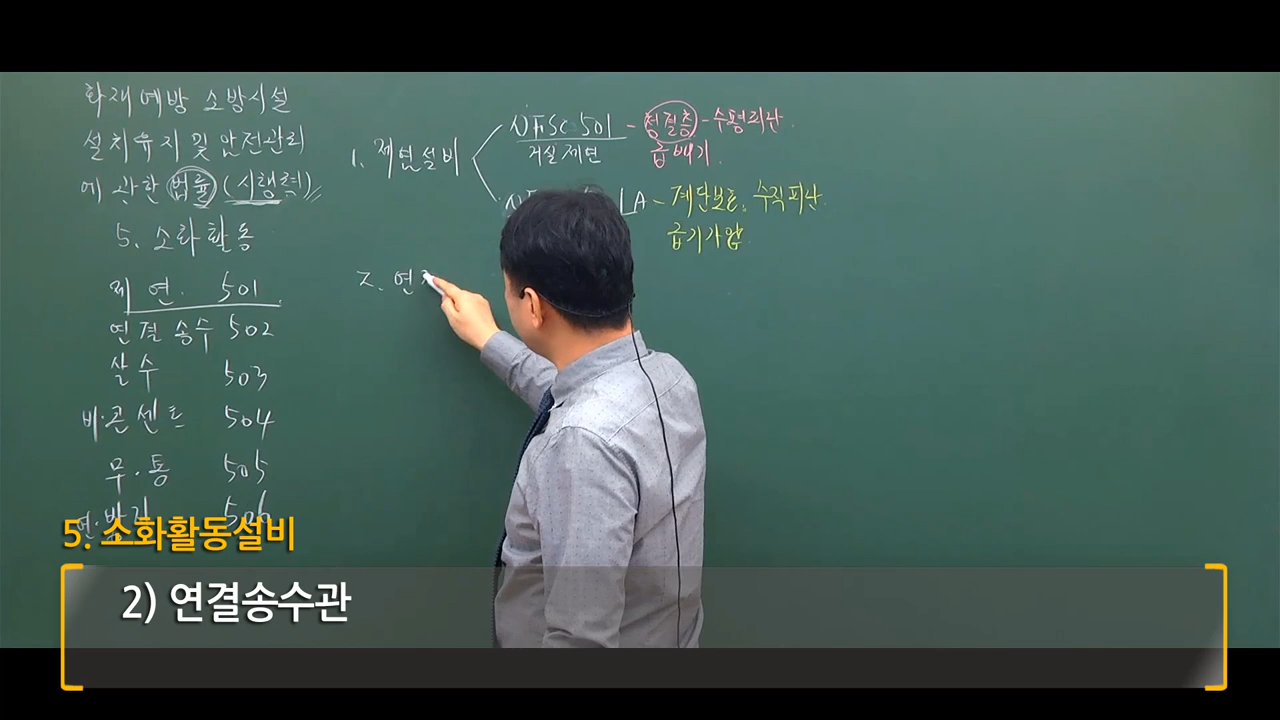 화재예방 소방시설
설치유지 및 안전관리
에 관한 법률 (시행령)
5. 소화활동
제연. 501
연결송수 502
살수 503
비.콘센트 504
무.통 505
연.방지 506
1. 제연설비
NFSC 501 - 청결층 - 수평피난
거실제연
급배기.
LA - 계단보호, 수직피난
급기가압
2. 연
5. 소화활동설비
2) 연결송수관